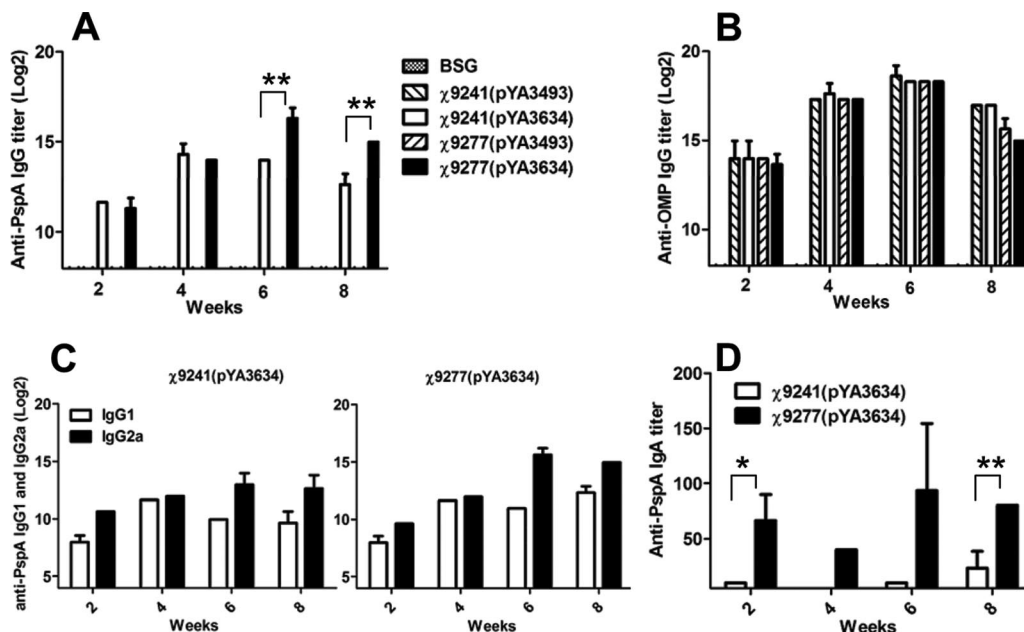 A
Anti-PspA IgG titer (Log2)
20
15
10
** **
2 4 6 8
Weeks
BSG
χ9241(pYA3493)
χ9241(pYA3634)
χ9277(pYA3493)
χ9277(pYA3634)
B
Anti-OMP IgG titer (Log2)
20
15
10
2 4 6 8
Weeks
C
anti-PspA IgG1 and IgG2a (Log2)
χ9241(pYA3634)
20
15
10
5
IgG1
IgG2a
2 4 6 8
Weeks
χ9277(pYA3634)
20
15
10
5
2 4 6 8
Weeks
D
Anti-PspA IgA titer
200
150
100
50
χ9241(pYA3634)
χ9277(pYA3634)
* **
2 4 6 8
Weeks